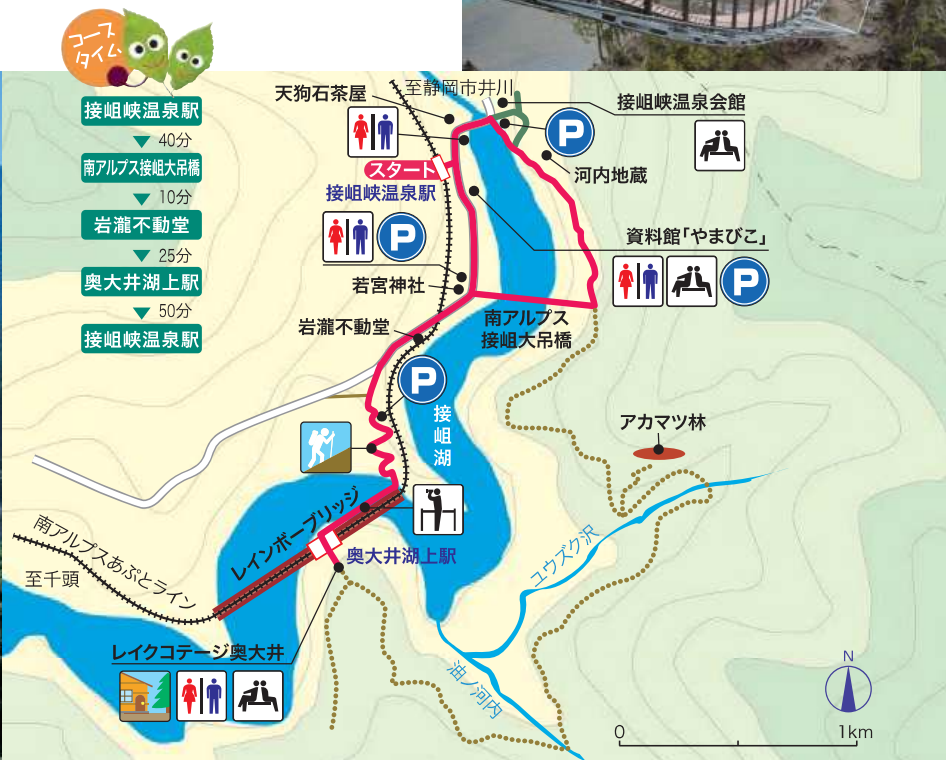 コース
タイム
接岨峡温泉駅
40分
南アルプス接岨大吊橋
10分
岩瀧不動堂
25分
奥大井湖上駅
50分
接岨峡温泉駅
天狗石茶屋
至静岡市井川
接岨峡温泉会館
P
スタート
接岨峡温泉駅
河内地蔵
P
資料館「やまびこ」
P
若宮神社
岩瀧不動堂
南アルプス
接岨大吊橋
P
接岨湖
アカマツ林
レインボーブリッジ
奥大井湖上駅
南アルプスあぷとライン
至千頭
ユウズク沢
レイクコテージ奥大井
油ノ河内
N
0
1km